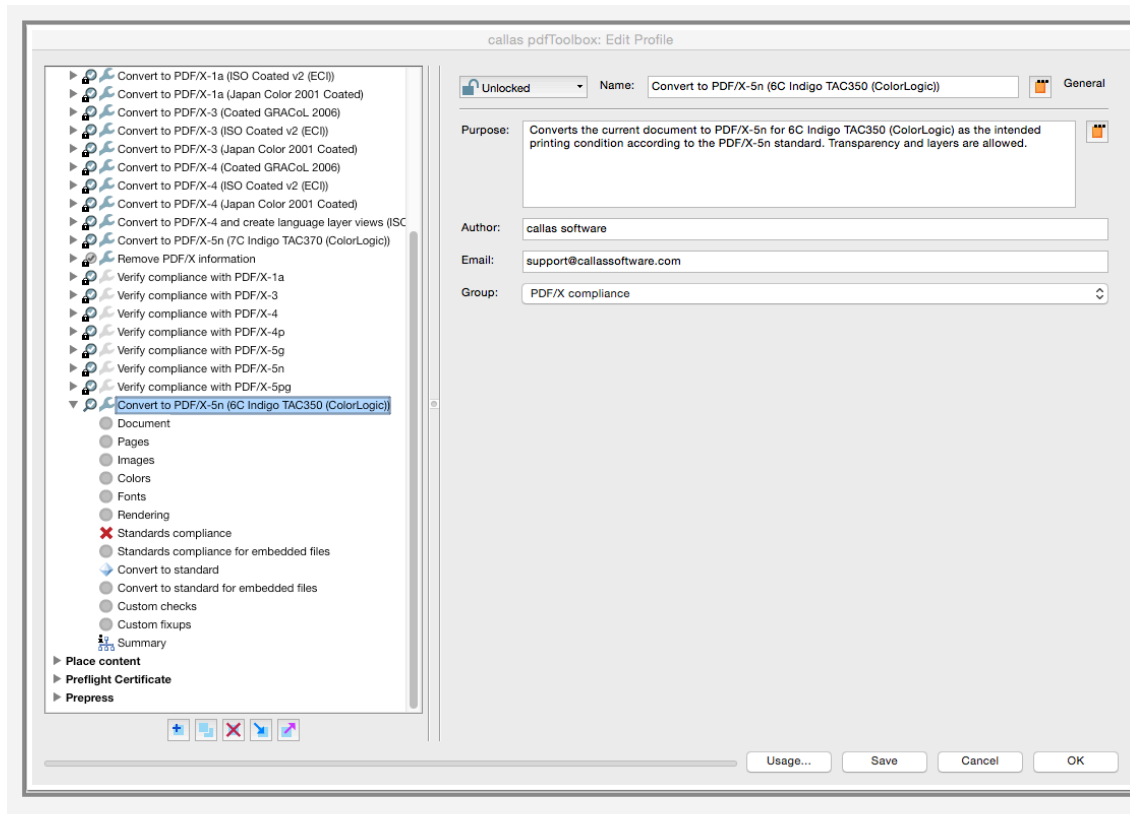 callas pdfToolbox: Edit Profile
Convert to PDF/X-1a (ISO Coated v2 (ECI))
Convert to PDF/X-1a (Japan Color 2001 Coated)
Convert to PDF/X-3 (Coated GRACoL 2006)
Convert to PDF/X-3 (ISO Coated v2 (ECI))
Convert to PDF/X-3 (Japan Color 2001 Coated)
Convert to PDF/X-4 (Coated GRACoL 2006)
Convert to PDF/X-4 (ISO Coated v2 (ECI))
Convert to PDF/X-4 (Japan Color 2001 Coated)
Convert to PDF/X-4 and create language layer views (ISC
Convert to PDF/X-5n (7C Indigo TAC370 (ColorLogic))
Remove PDF/X information
Verify compliance with PDF/X-1a
Verify compliance with PDF/X-3
Verify compliance with PDF/X-4
Verify compliance with PDF/X-4p
Verify compliance with PDF/X-5g
Verify compliance with PDF/X-5n
Verify compliance with PDF/X-5pg
Convert to PDF/X-5n (6C Indigo TAC350 (ColorLogic))
Document
Pages
Images
Colors
Fonts
Rendering
Standards compliance
Standards compliance for embedded files
Convert to standard
Convert to standard for embedded files
Custom checks
Custom fixups
Summary
Place content
Preflight Certificate
Prepress
Unlocked
Name: Convert to PDF/X-5n (6C Indigo TAC350 (ColorLogic))
General
Purpose: Converts the current document to PDF/X-5n for 6C Indigo TAC350 (ColorLogic) as the intended
printing condition according to the PDF/X-5n standard. Transparency and layers are allowed.
Author: callas software
Email: support@callassoftware.com
Group: PDF/X compliance
Usage... Save Cancel OK